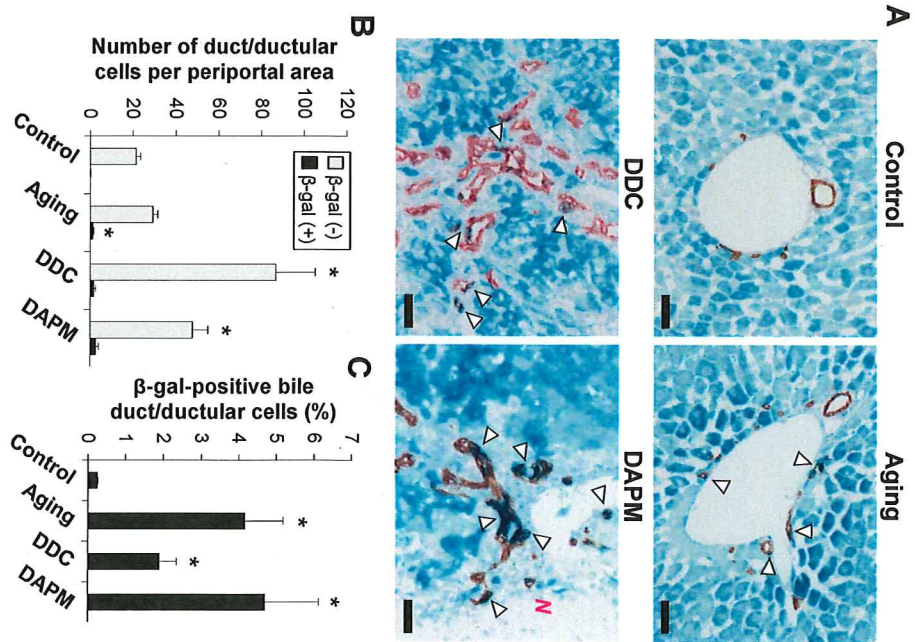 A
Control
Aging
DDC
DAPM
N
B
Number of duct/ductular
cells per periportal area
0
20
40
60
80
100
120
β-gal (-)
β-gal (+)
*
*
*
Control
Aging
DDC
DAPM
C
β-gal-positive bile
duct/ductular cells (%)
0
1
2
3
4
5
6
7
*
*
*
Control
Aging
DDC
DAPM